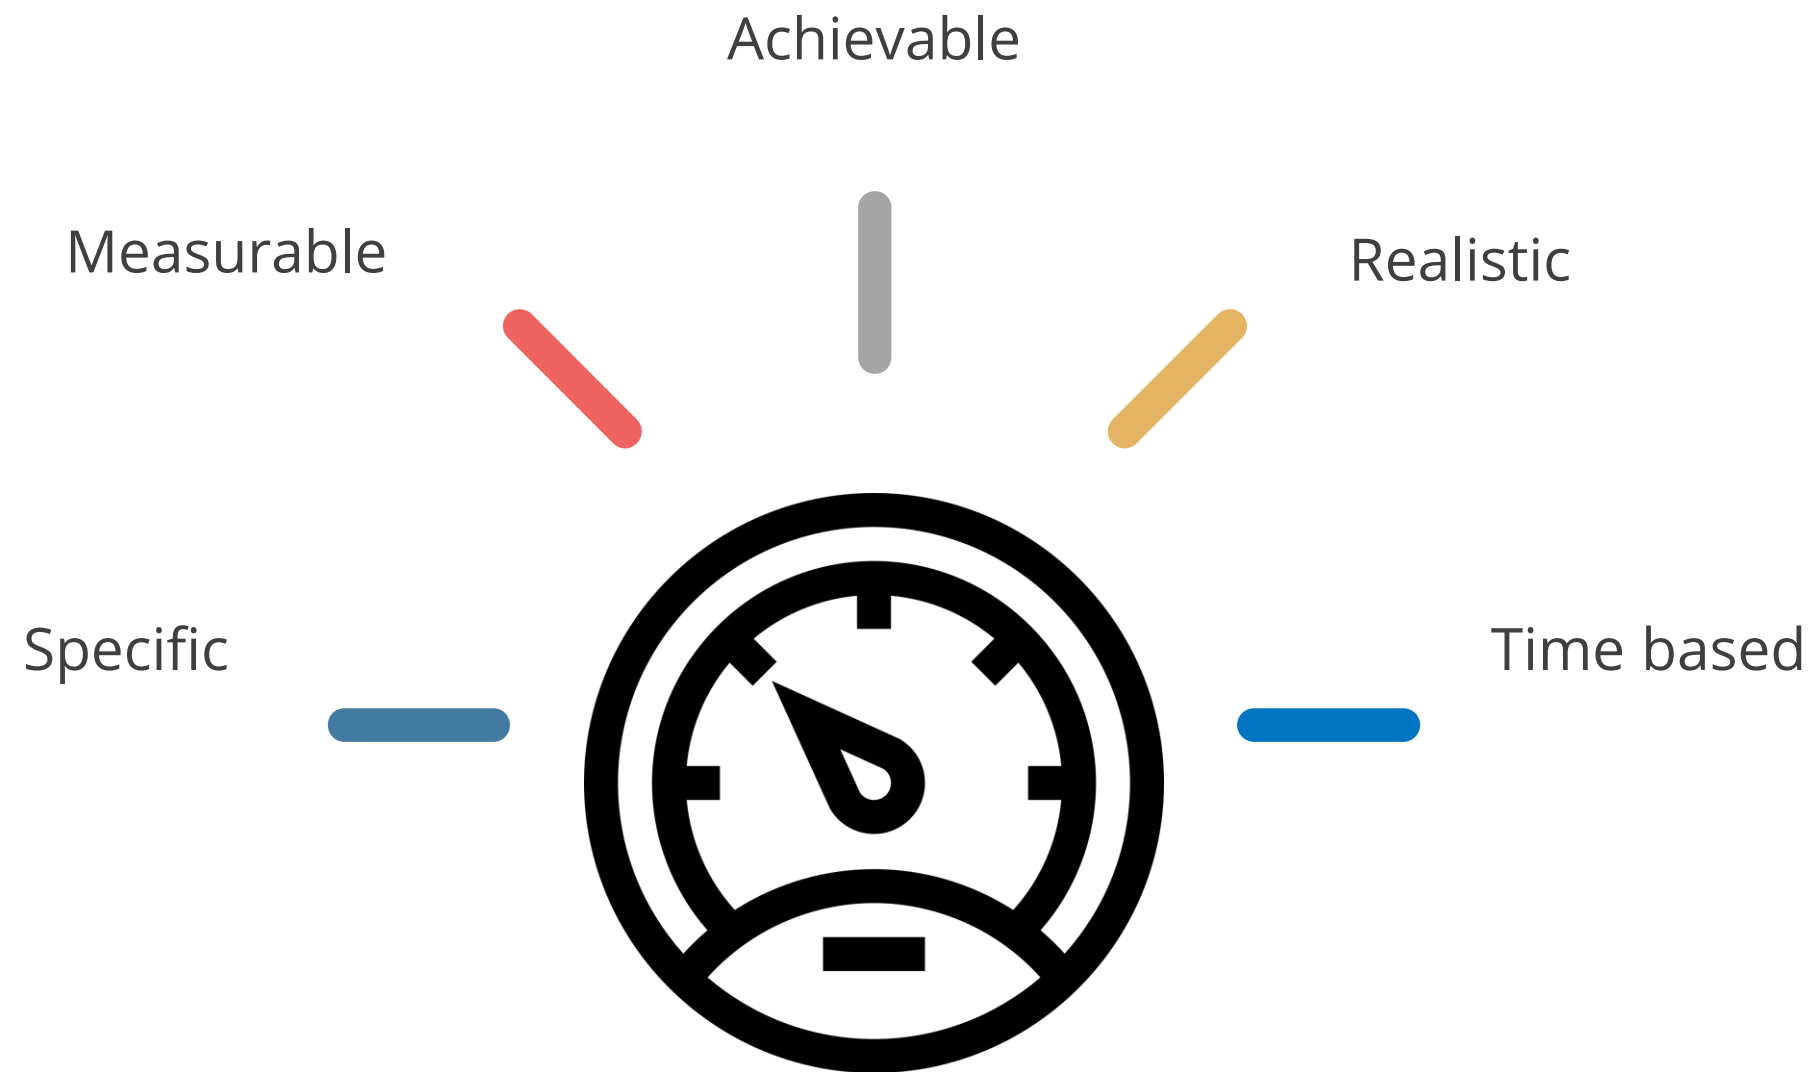 Achievable
Measurable
Realistic
Specific
Time based